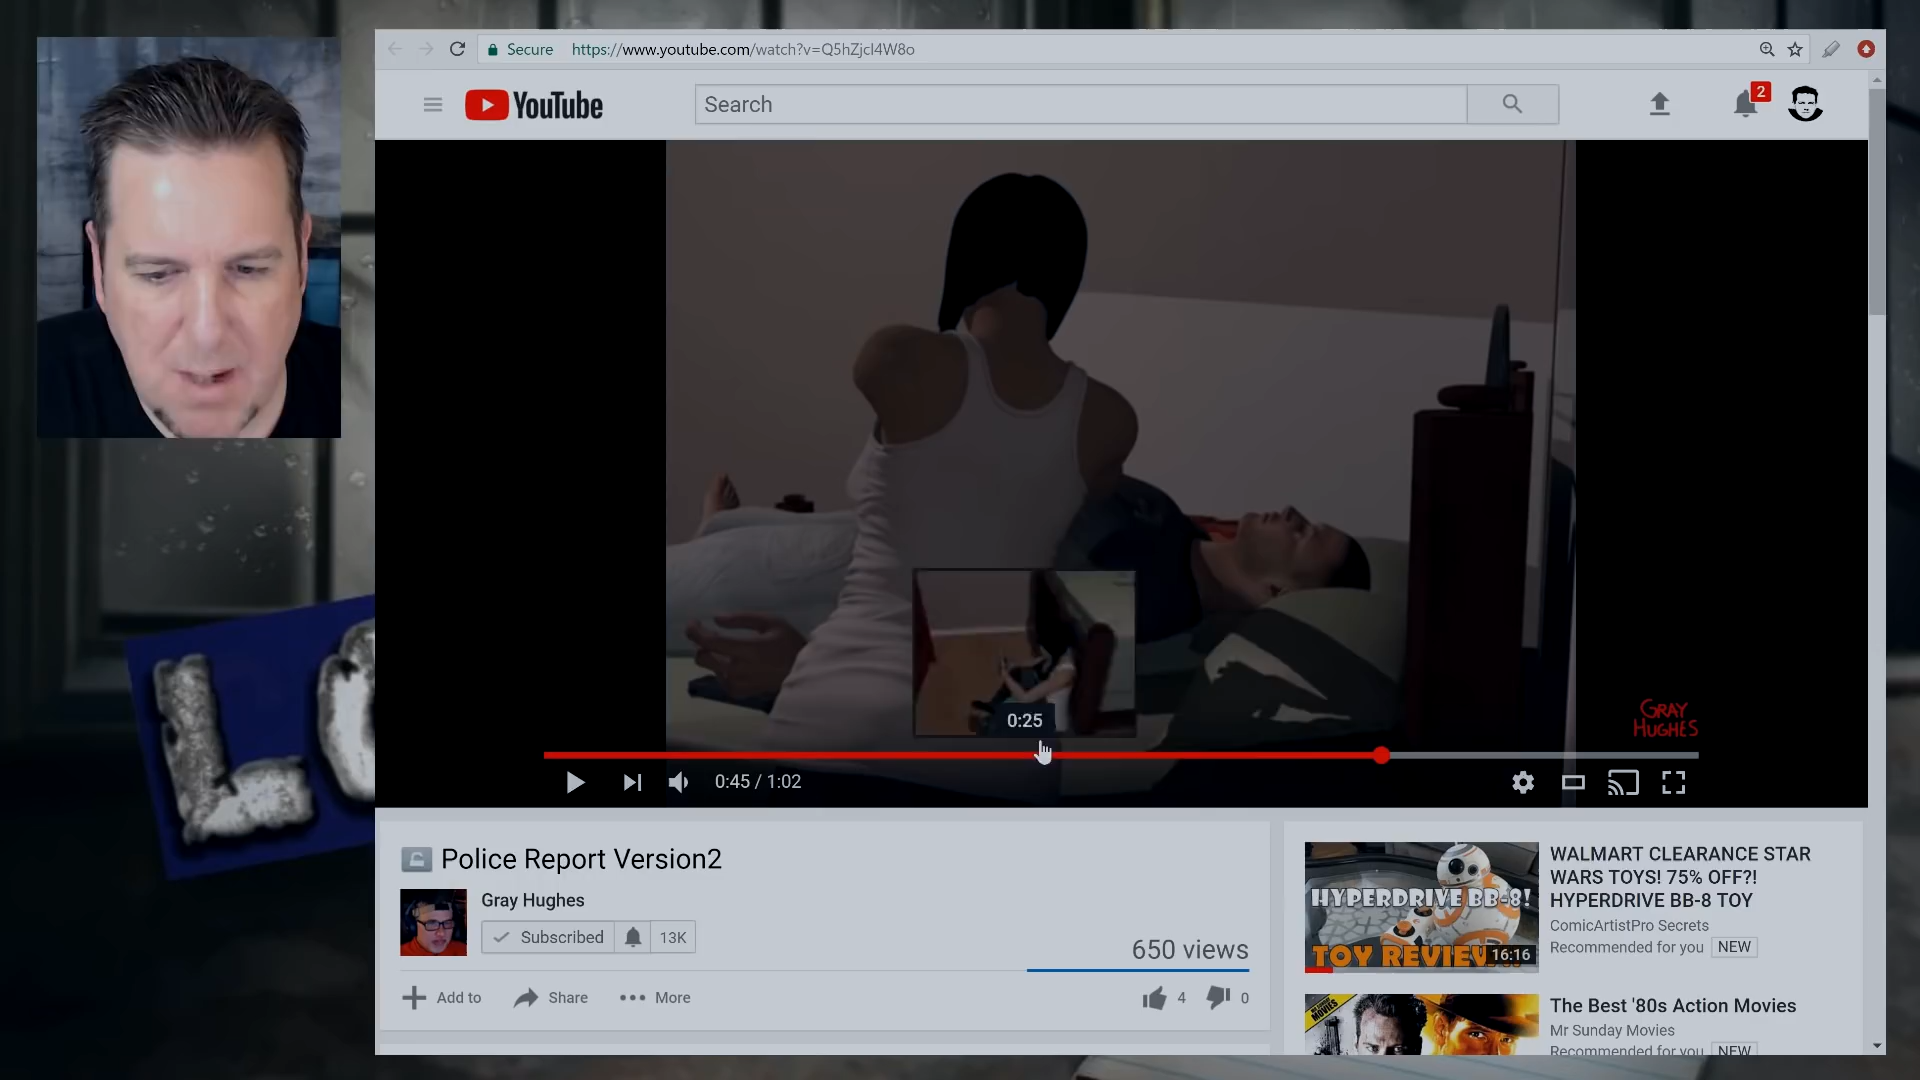 Secure https://www.youtube.com/watch?v=Q5hZjcl4W8o
YouTube
Search
2
0:25
GRAY
HUGHES
0:45 / 1:02
LO
Police Report Version2
Gray Hughes
Subscribed 13K
650 views
Add to Share More 4 0
WALMART CLEARANCE STAR
WARS TOYS! 75% OFF?!
HYPERDRIVE BB-8 TOY
ComicArtistPro Secrets
Recommended for you NEW
HYPERDRIVE BB-8!
TOY REVIEW
16:16
The Best '80s Action Movies
Mr Sunday Movies
Recommended for you NEW